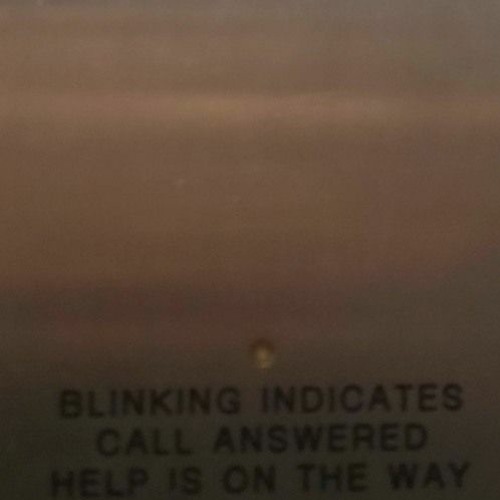 BLINKING INDICATES
CALL ANSWERED
HELP IS ON THE WAY